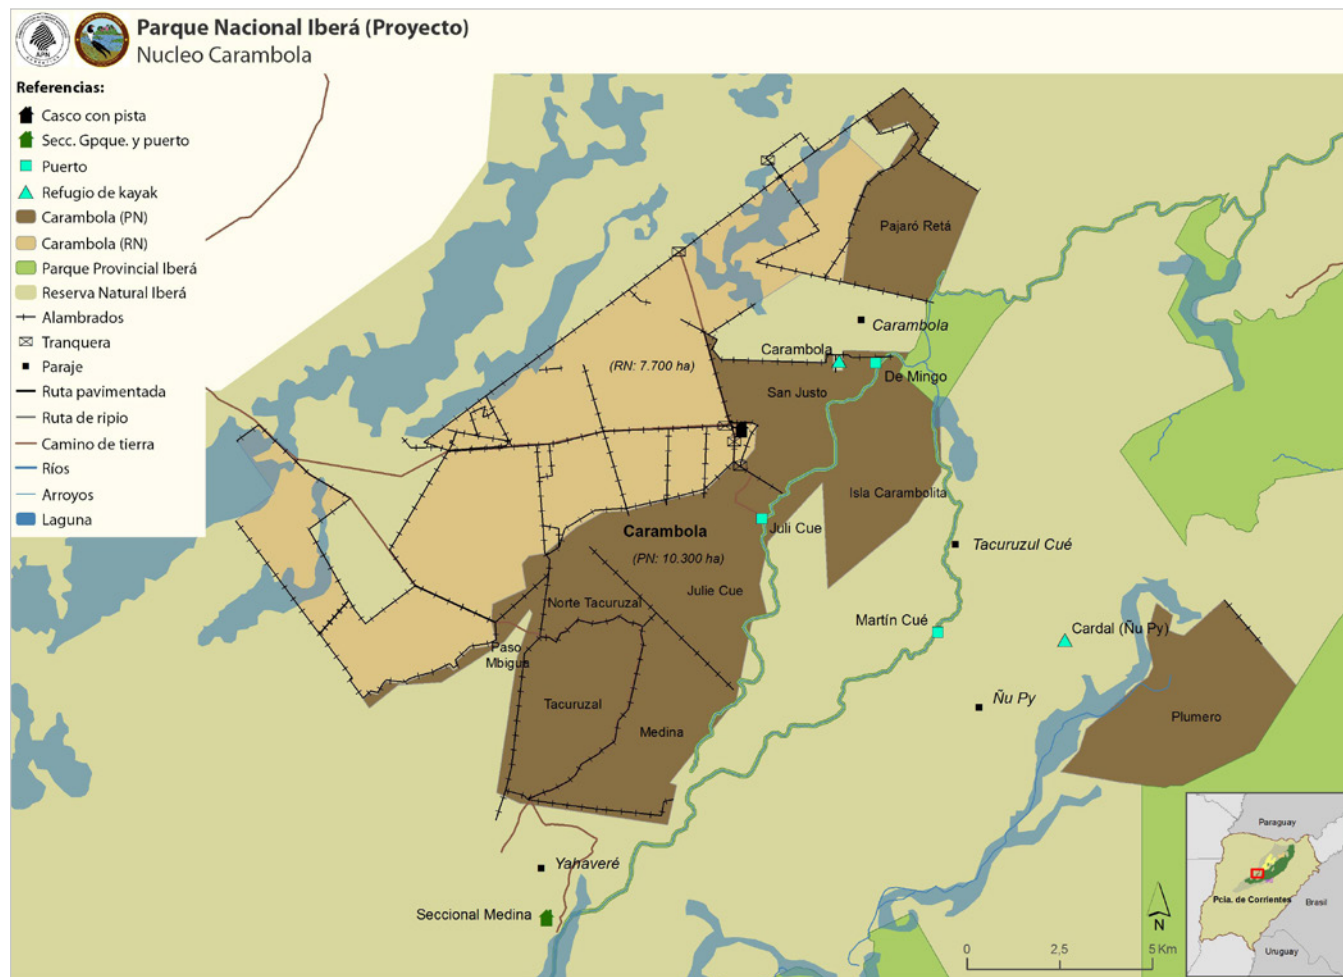 Parque Nacional Iberá (Proyecto)
Nucleo Carambola
APN
Referencias:
Casco con pista
Secc. Gpque. y puerto
Puerto
Refugio de kayak
Carambola (PN)
Carambola (RN)
Parque Provincial Iberá
Reserva Natural Iberá
Alambrados
Tranquera
Paraje
Ruta pavimentada
Ruta de ripio
Camino de tierra
Ríos
Arroyos
Laguna
Pajaró Retá
Carambola
Carambola
De Mingo
(RN: 7.700 ha)
San Justo
Isla Carambolita
Juli Cue
Carambola
(PN: 10.300 ha)
Tacuruzul Cué
Julie Cue
Norte Tacuruzal
Martín Cué
Cardal (Ñu Py)
Paso
Mbigua
Tacuruzal
Ñu Py
Medina
Plumero
Yahaveré
Seccional Medina
N
0 2,5 5 Km
Paraguay
Pcia. de Corrientes
Brasil
Uruguay